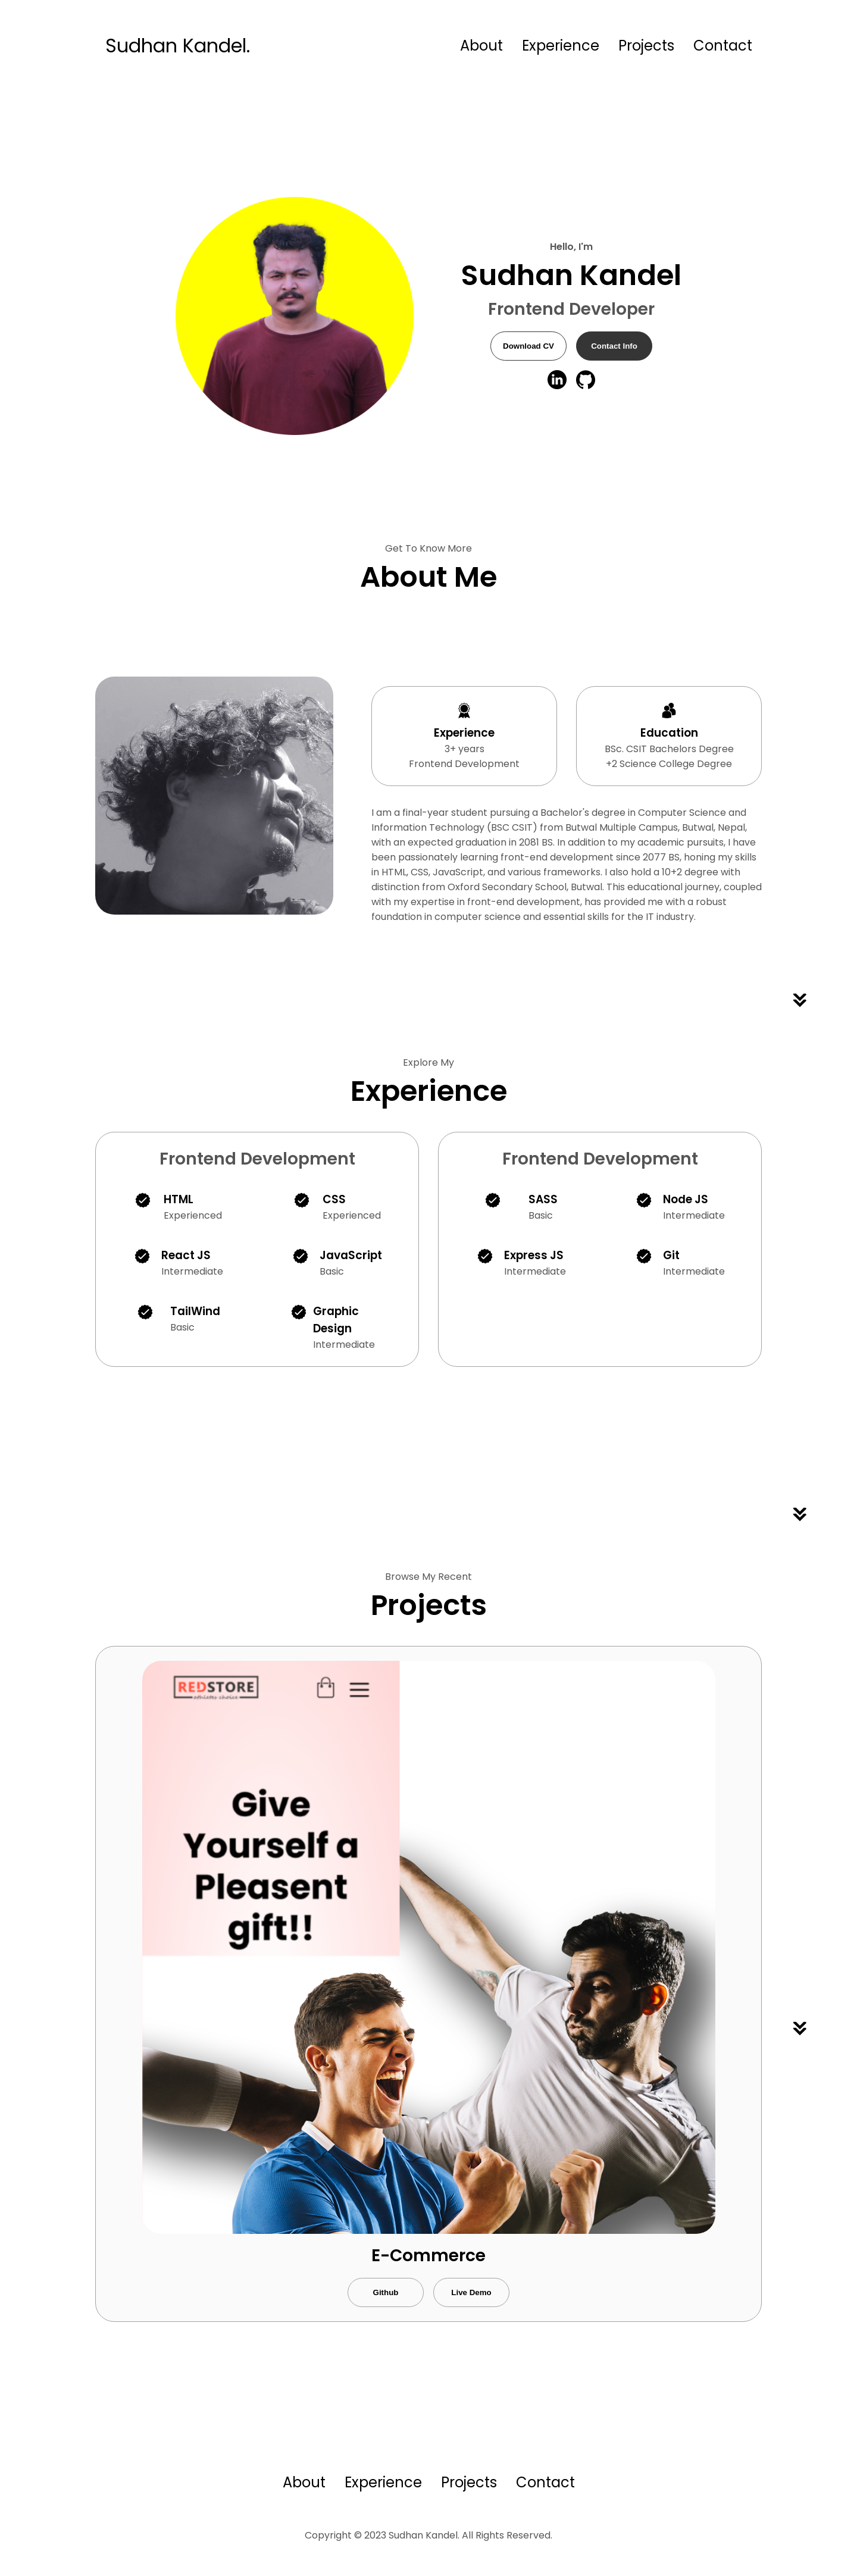 Sudhan Kandel.
About Experience Projects Contact
Hello, I'm
Sudhan Kandel
Frontend Developer
Download CV Contact Info
Get To Know More
About Me
Experience
3+ years
Frontend Development
Education
BSc. CSIT Bachelors Degree
+2 Science College Degree
I am a final-year student pursuing a Bachelor's degree in Computer Science and
Information Technology (BSC CSIT) from Butwal Multiple Campus, Butwal, Nepal,
with an expected graduation in 2081 BS. In addition to my academic pursuits, I have
been passionately learning front-end development since 2077 BS, honing my skills
in HTML, CSS, JavaScript, and various frameworks. I also hold a 10+2 degree with
distinction from Oxford Secondary School, Butwal. This educational journey, coupled
with my expertise in front-end development, has provided me with a robust
foundation in computer science and essential skills for the IT industry.
Explore My
Experience
Frontend Development
HTML
Experienced
CSS
Experienced
React JS
Intermediate
JavaScript
Basic
TailWind
Basic
Graphic
Design
Intermediate
Frontend Development
SASS
Basic
Node JS
Intermediate
Express JS
Intermediate
Git
Intermediate
Browse My Recent
Projects
REDSTORE
athletes choice
Give
Yourself a
Pleasent
gift!!
E-Commerce
Github Live Demo
About Experience Projects Contact
Copyright © 2023 Sudhan Kandel. All Rights Reserved.